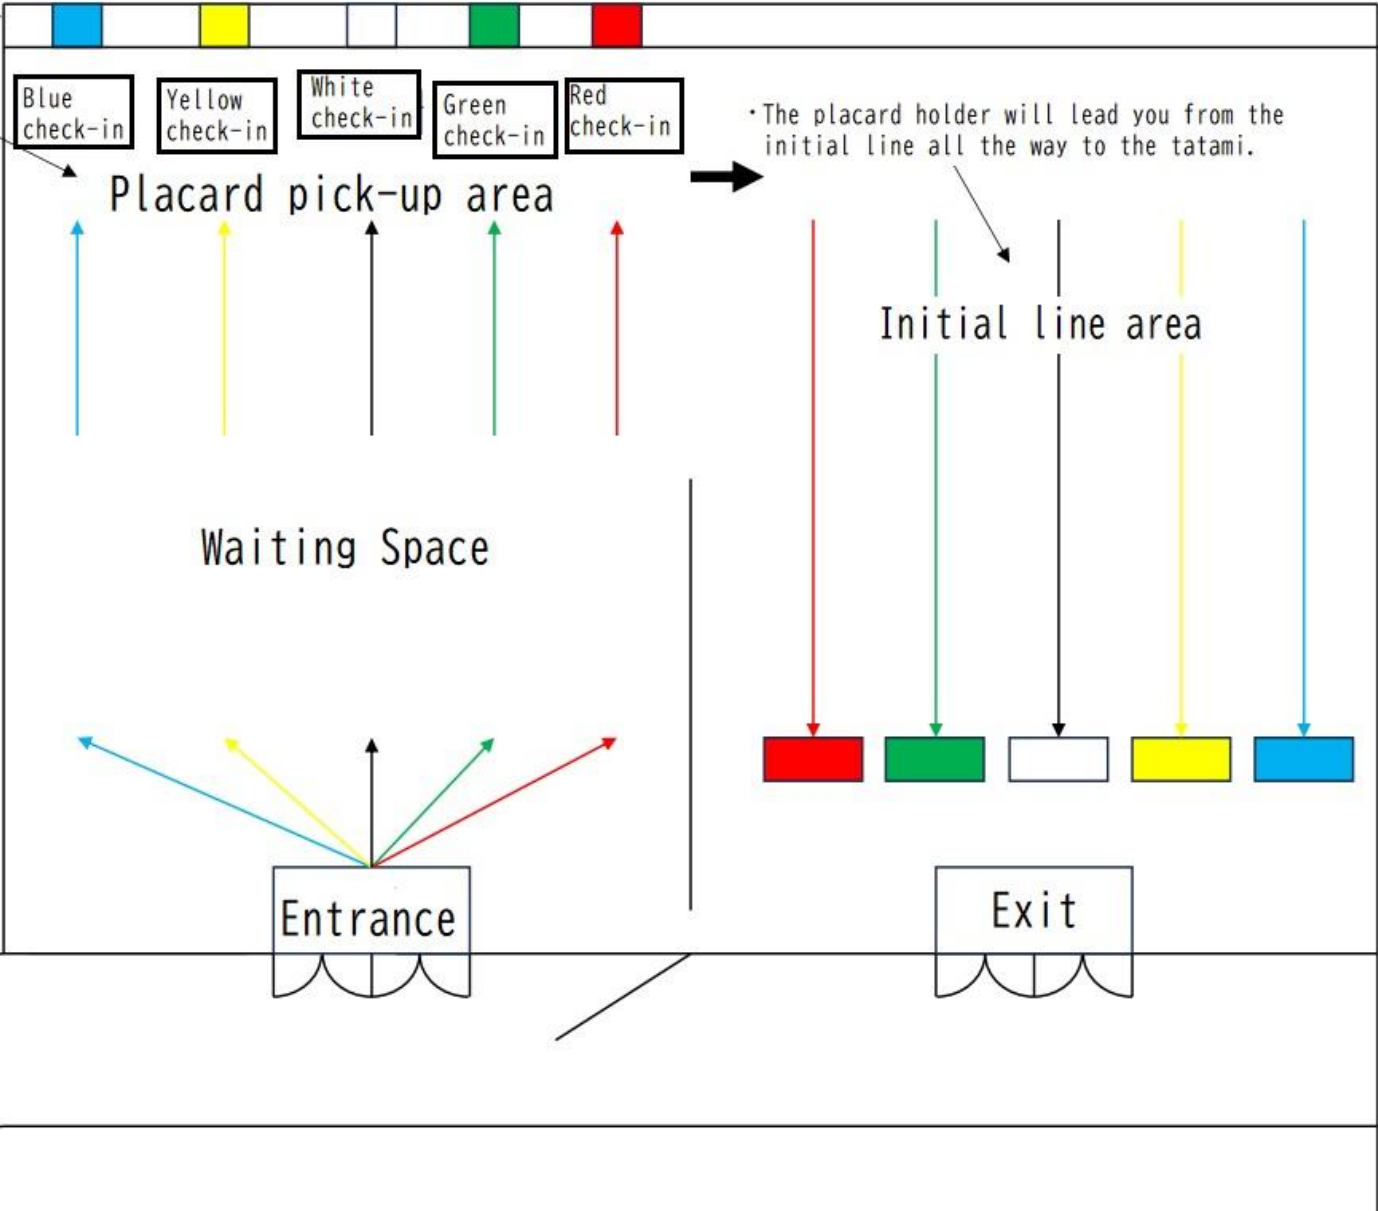 Blue
check-in
Yellow
check-in
White
check-in
Green
check-in
Red
check-in
・The placard holder will lead you from the
initial line all the way to the tatami.
Placard pick-up area
Initial line area
Waiting Space
Entrance
Exit